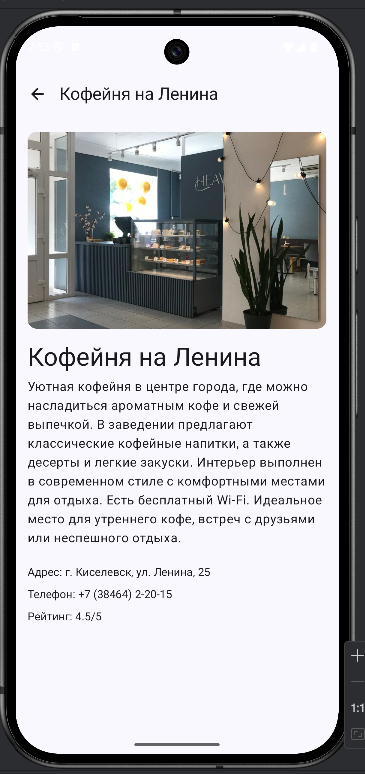 Кофейня на Ленина
HEAV
Кофейня на Ленина
Уютная кофейня в центре города, где можно
насладиться ароматным кофе и свежей
выпечкой. В заведении предлагают
классические кофейные напитки, а также
десерты и легкие закуски. Интерьер выполнен
в современном стиле с комфортными местами
для отдыха. Есть бесплатный Wi-Fi. Идеальное
место для утреннего кофе, встреч с друзьями
или неспешного отдыха.
Адрес: г. Киселевск, ул. Ленина, 25
Телефон: +7 (38464) 2-20-15
Рейтинг: 4.5/5
1:1